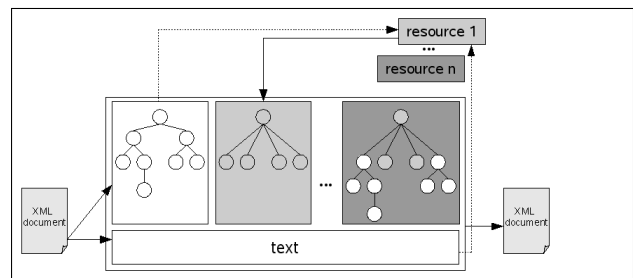 resource 1
...
resource n
...
XML
document
XML
document
text